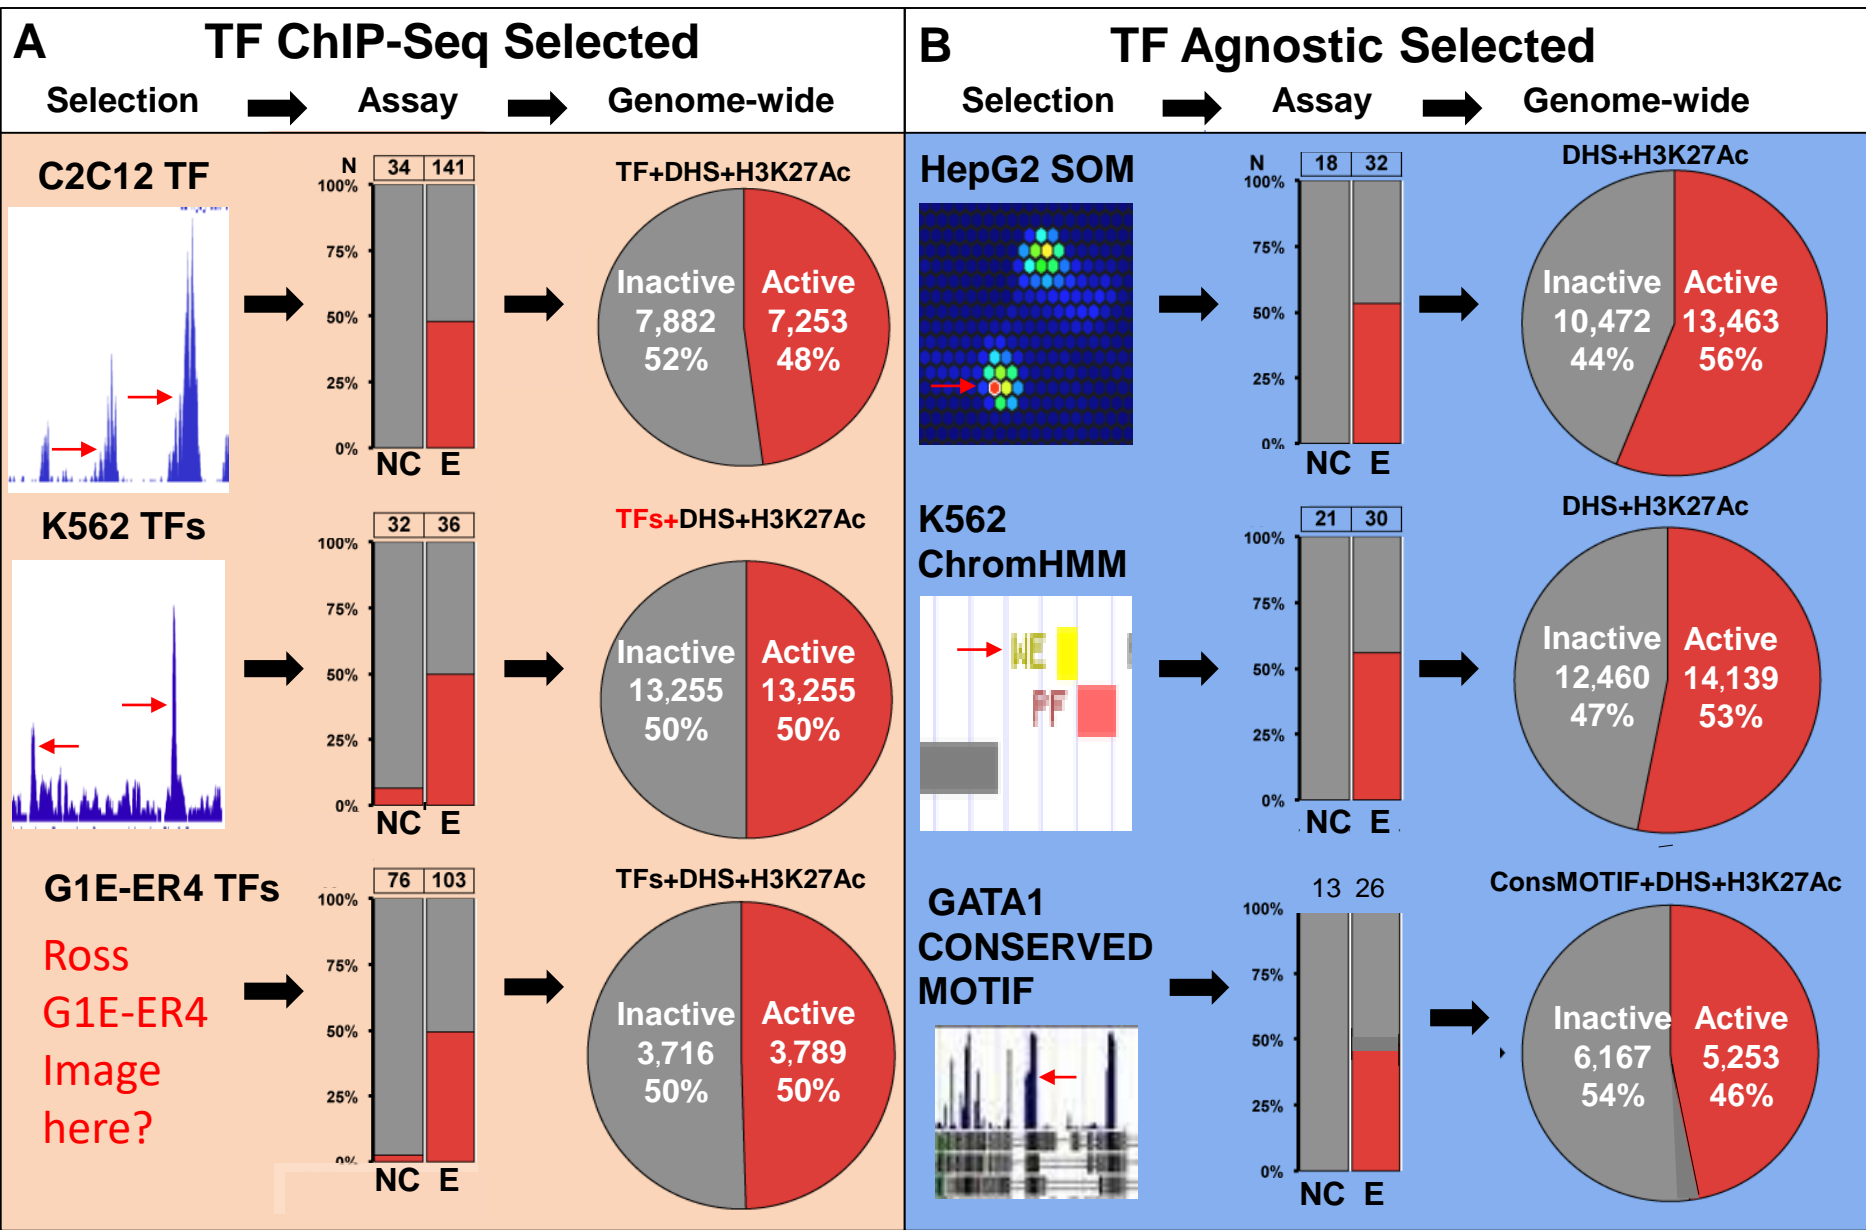 A TF ChIP-Seq Selected
Selection Assay Genome-wide
C2C12 TF
N 34 141
100%
75%
50%
25%
0%
NC E
TF+DHS+H3K27Ac
Inactive
7,882
52%
Active
7,253
48%
K562 TFs
32 36
100%
75%
50%
25%
0%
NC E
TFs+DHS+H3K27Ac
Inactive
13,255
50%
Active
13,255
50%
G1E-ER4 TFs
Ross
G1E-ER4
Image
here?
76 103
100%
75%
50%
25%
0%
NC E
TFs+DHS+H3K27Ac
Inactive
3,716
50%
Active
3,789
50%
B TF Agnostic Selected
Selection Assay Genome-wide
HepG2 SOM
N 18 32
100%
75%
50%
25%
0%
NC E
DHS+H3K27Ac
Inactive
10,472
44%
Active
13,463
56%
K562
ChromHMM
WE
PF
21 30
100%
75%
50%
25%
0%
NC E
DHS+H3K27Ac
Inactive
12,460
47%
Active
14,139
53%
GATA1
CONSERVED
MOTIF
13 26
100%
75%
50%
25%
0%
NC E
ConsMOTIF+DHS+H3K27Ac
Inactive
6,167
54%
Active
5,253
46%